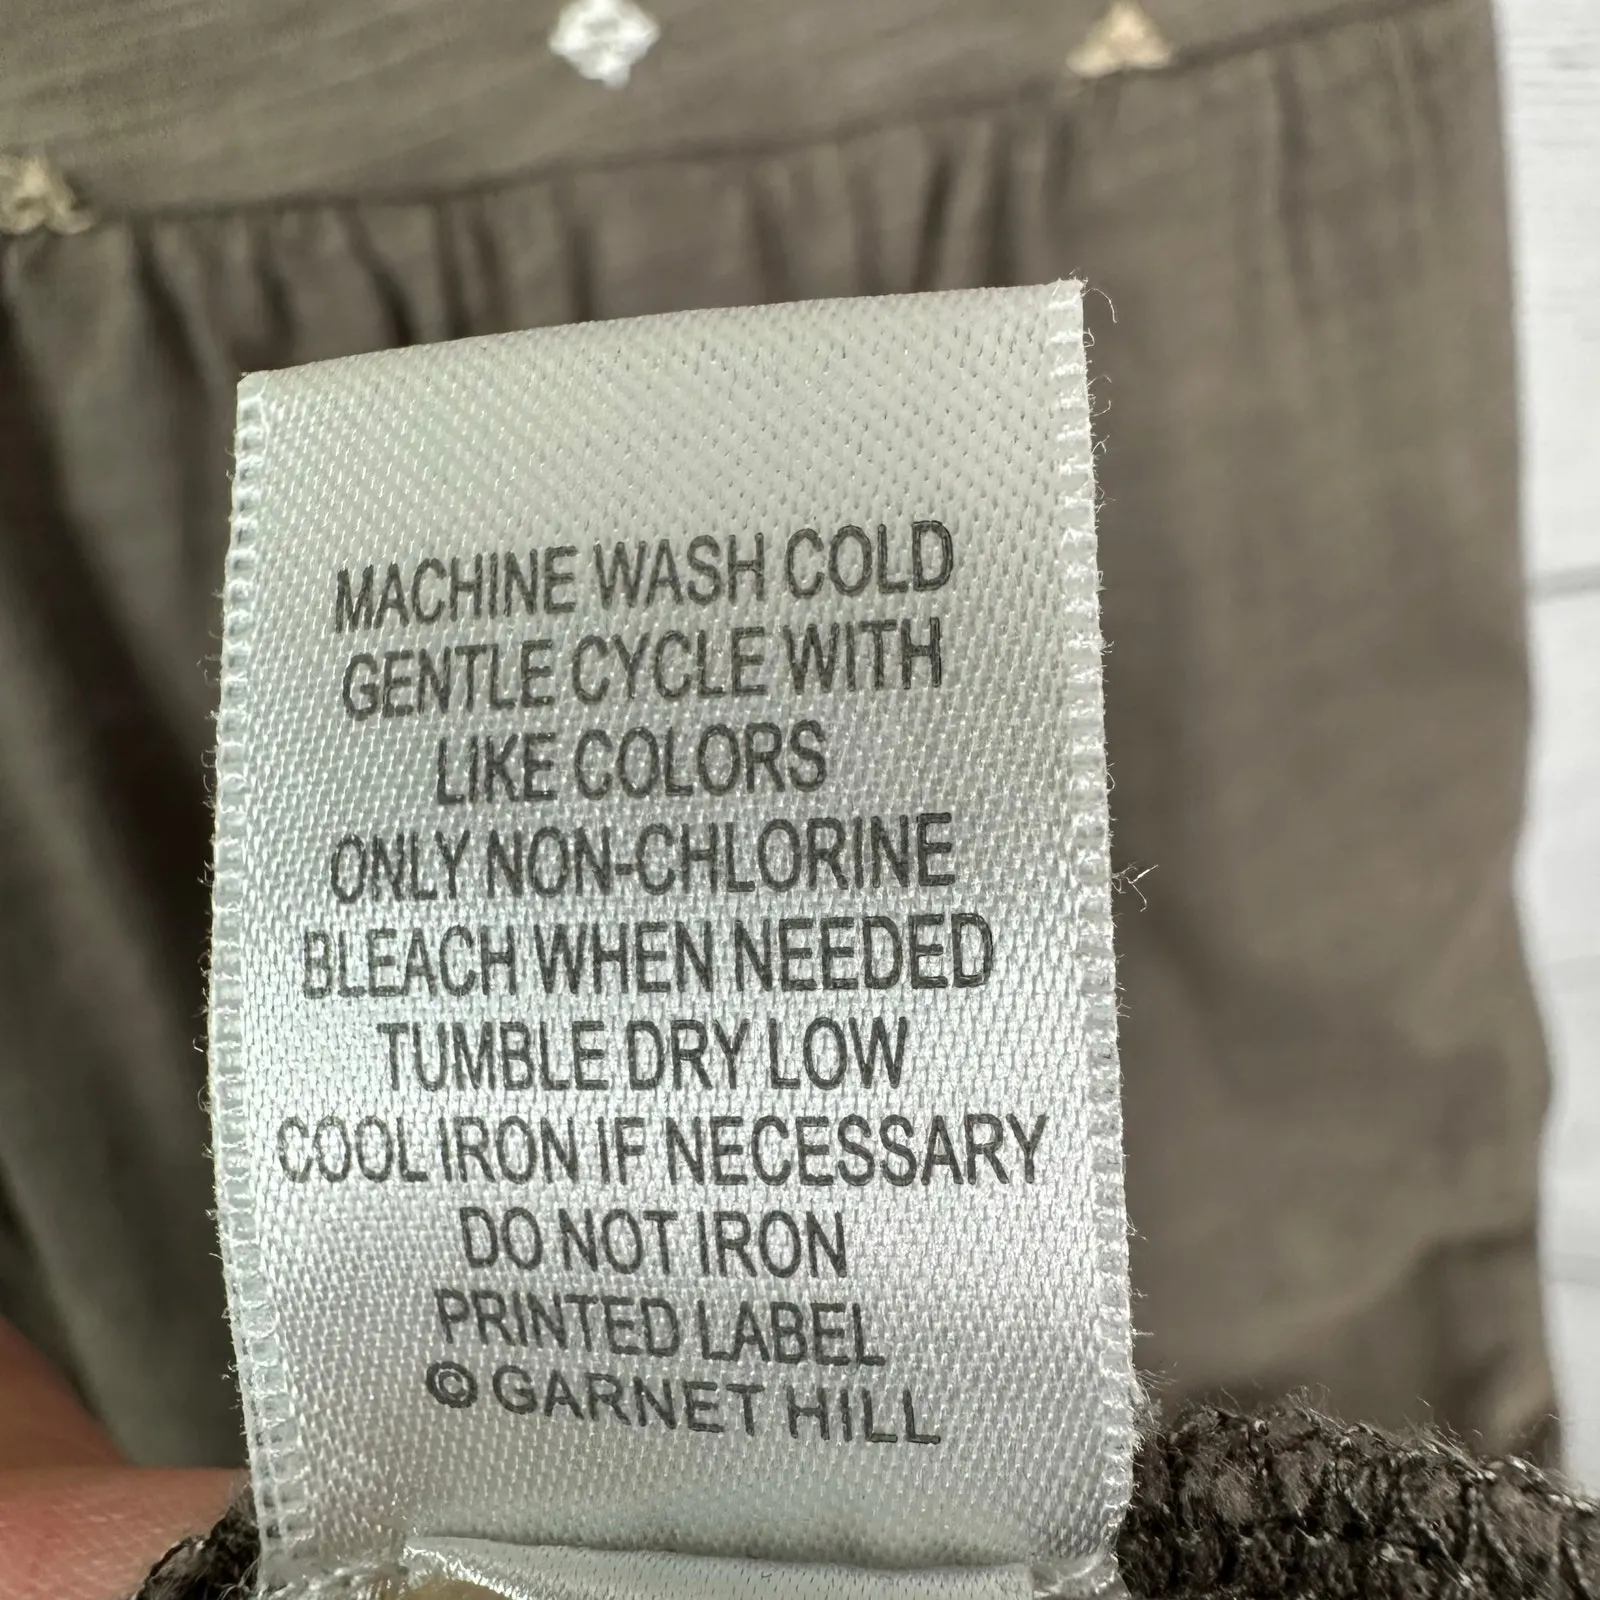 MACHINE WASH COLD
GENTLE CYCLE WITH
LIKE COLORS
ONLY NON-CHLORINE
BLEACH WHEN NEEDED
TUMBLE DRY LOW
COOL IRON IF NECESSARY
DO NOT IRON
PRINTED LABEL
© GARNET HILL